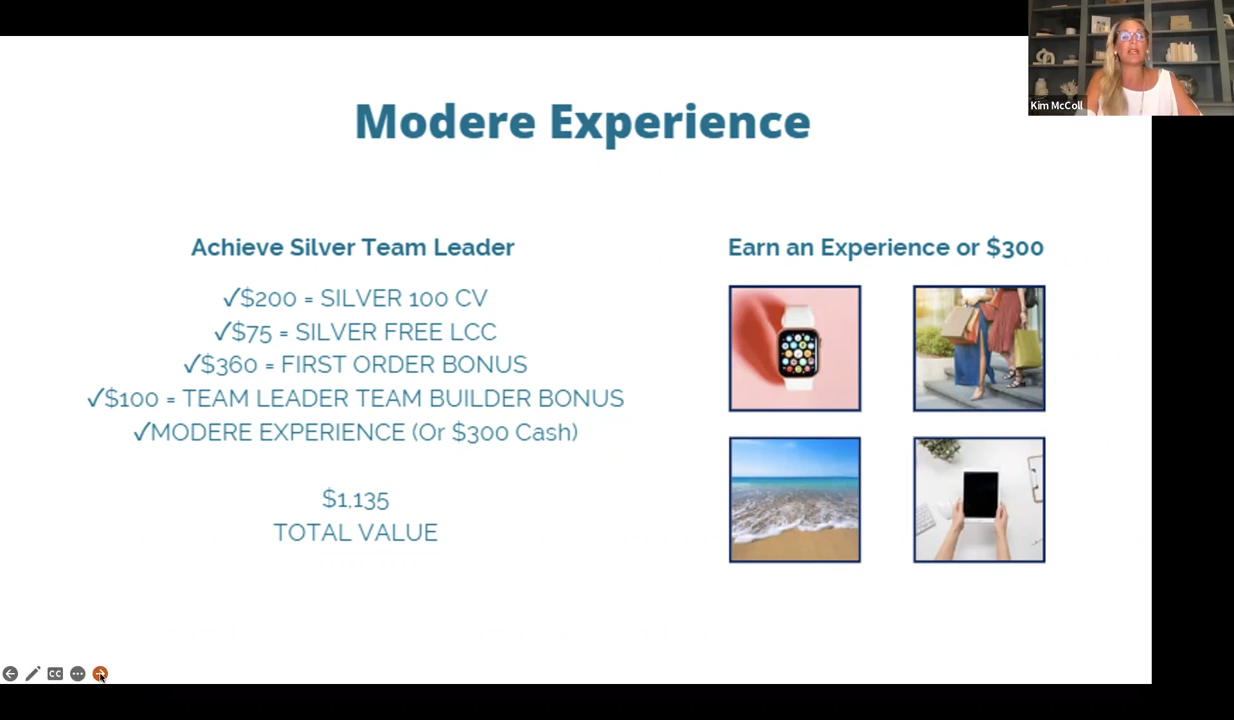 Modere Experience
Kim McColl
Achieve Silver Team Leader
✓$200 = SILVER 100 CV
✓$75 = SILVER FREE LCC
✓$360 = FIRST ORDER BONUS
✓$100 = TEAM LEADER TEAM BUILDER BONUS
✓MODERE EXPERIENCE (Or $300 Cash)
$1,135
TOTAL VALUE
Earn an Experience or $300
CC